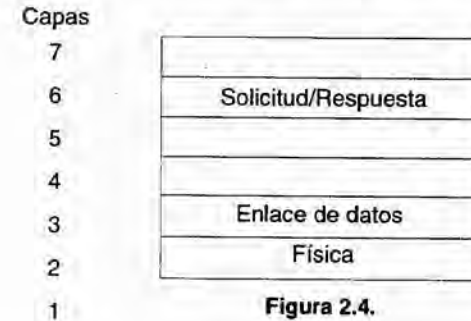 Capas
7
6 Solicitud/Respuesta
5
4
3 Enlace de datos
2 Física
1 Figura 2.4.